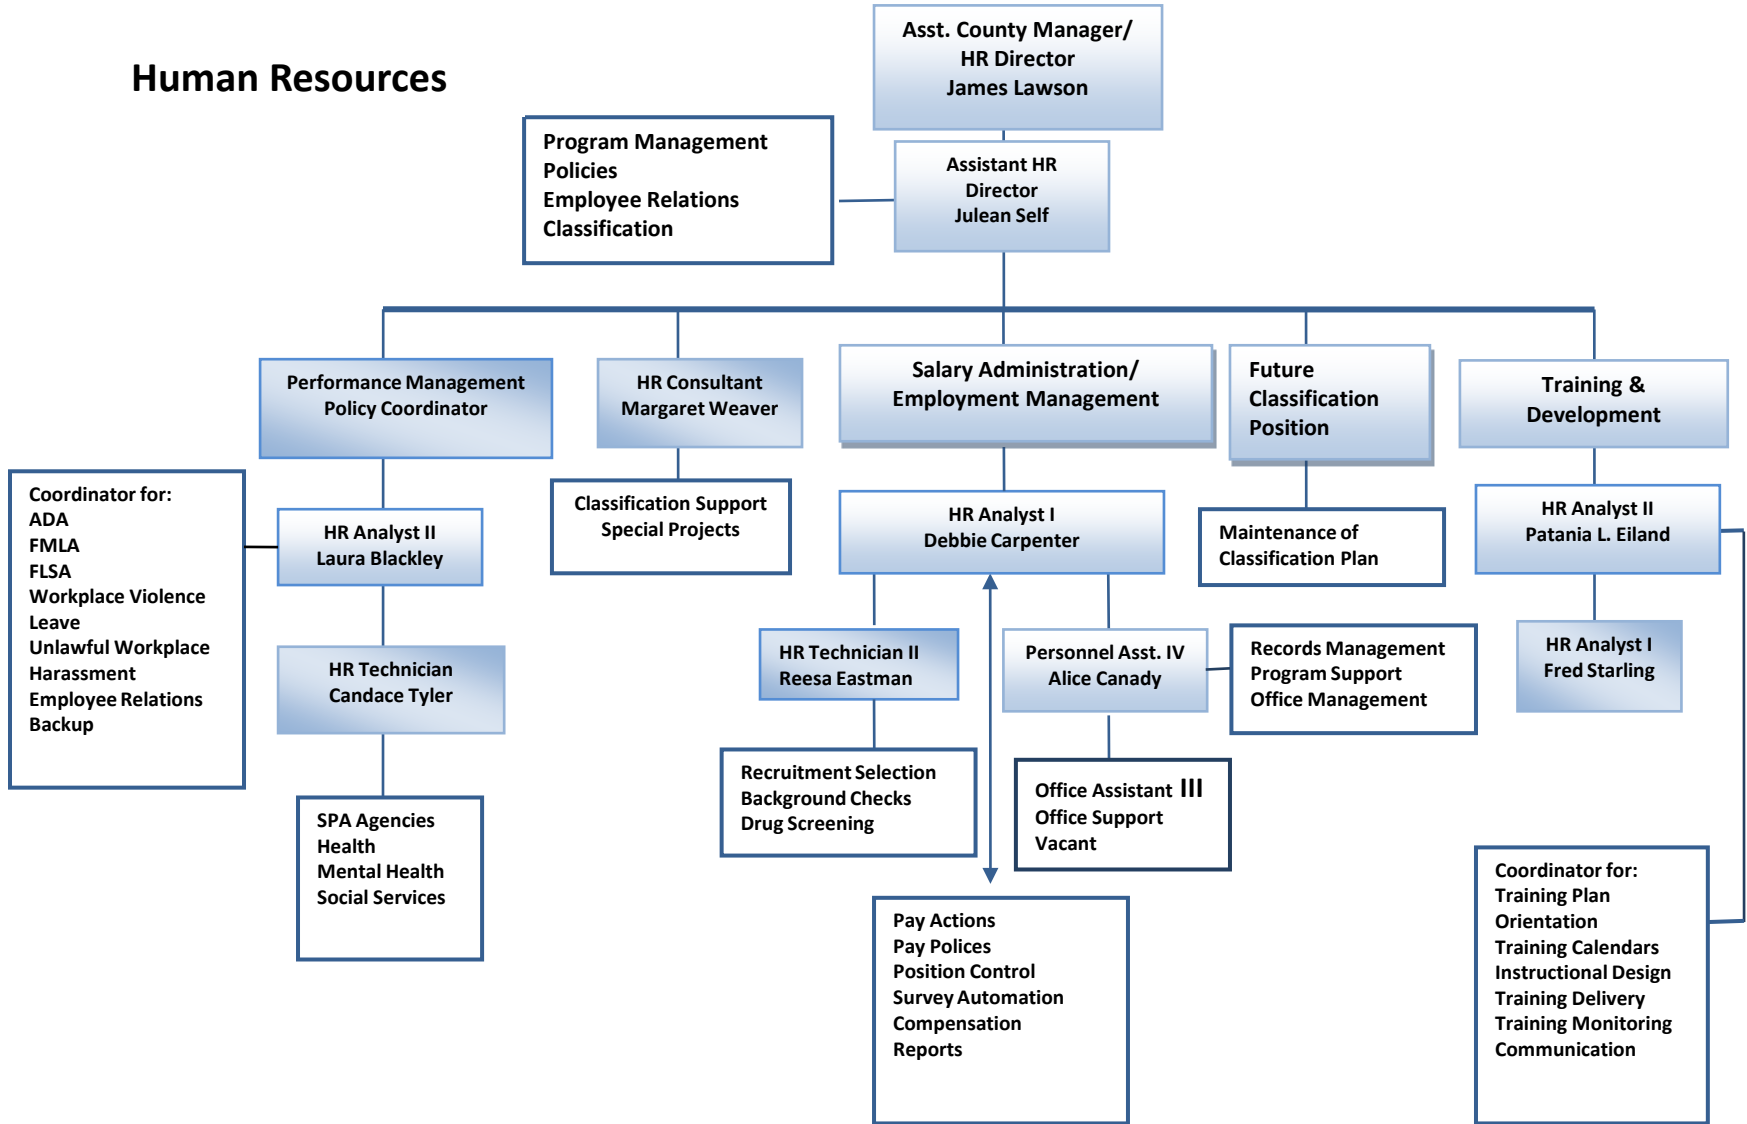 Human Resources
Asst. County Manager/
HR Director
James Lawson
Program Management
Policies
Employee Relations
Classification
Assistant HR
Director
Julean Self
Performance Management
Policy Coordinator
HR Consultant
Margaret Weaver
Salary Administration/
Employment Management
Future
Classification
Position
Training &
Development
Coordinator for:
ADA
FMLA
FLSA
Workplace Violence
Leave
Unlawful Workplace
Harassment
Employee Relations
Backup
HR Analyst II
Laura Blackley
Classification Support
Special Projects
HR Analyst I
Debbie Carpenter
Maintenance of
Classification Plan
HR Analyst II
Patania L. Eiland
HR Technician
Candace Tyler
HR Technician II
Reesa Eastman
Personnel Asst. IV
Alice Canady
Records Management
Program Support
Office Management
HR Analyst I
Fred Starling
SPA Agencies
Health
Mental Health
Social Services
Recruitment Selection
Background Checks
Drug Screening
Office Assistant III
Office Support
Vacant
Pay Actions
Pay Polices
Position Control
Survey Automation
Compensation
Reports
Coordinator for:
Training Plan
Orientation
Training Calendars
Instructional Design
Training Delivery
Training Monitoring
Communication